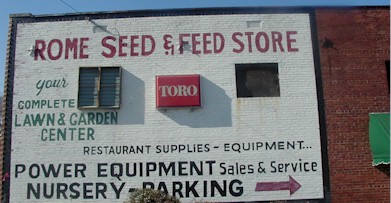 ROME SEED & FEED STORE
your
COMPLETE
LAWN & GARDEN
CENTER
TORO
RESTAURANT SUPPLIES - EQUIPMENT...
POWER EQUIPMENT Sales & Service
NURSERY - PARKING